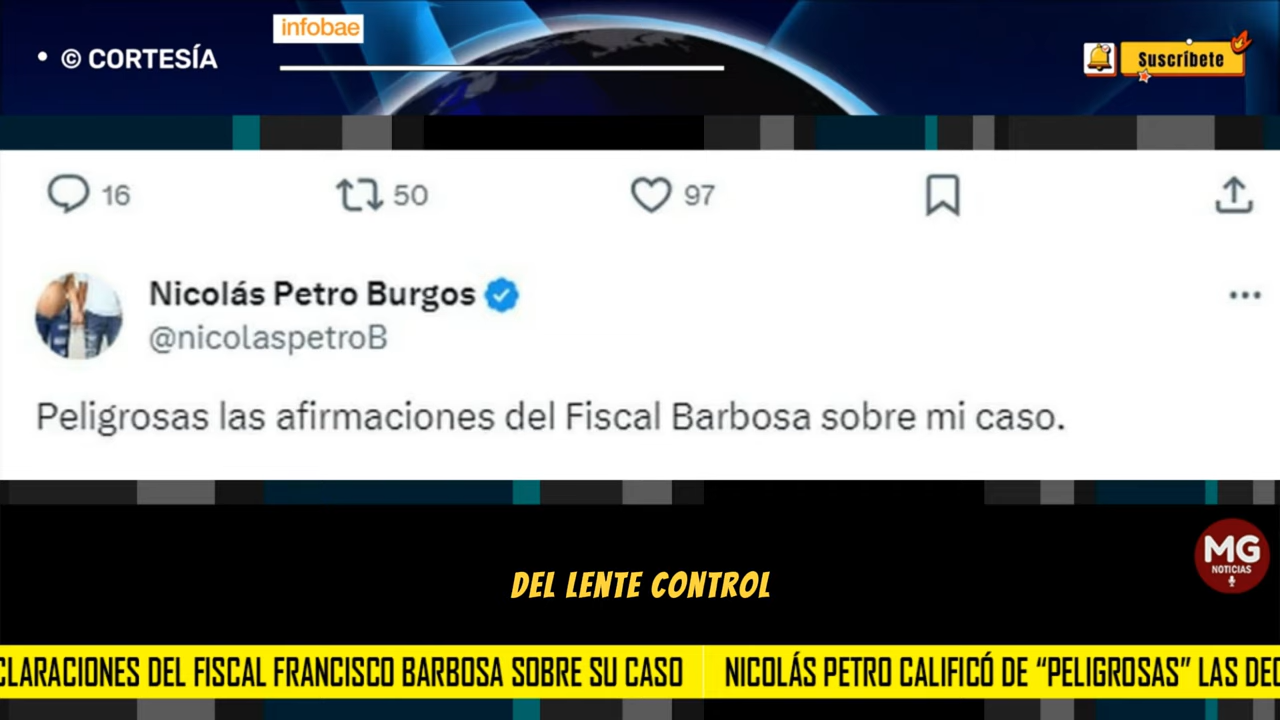 infobae
• © CORTESÍA
Suscríbete
16 50 97
Nicolás Petro Burgos
@nicolaspetroB
Peligrosas las afirmaciones del Fiscal Barbosa sobre mi caso.
MG
NOTICIAS
DEL LENTE CONTROL
CLARACIONES DEL FISCAL FRANCISCO BARBOSA SOBRE SU CASO NICOLÁS PETRO CALIFICÓ DE “PELIGROSAS” LAS DEC